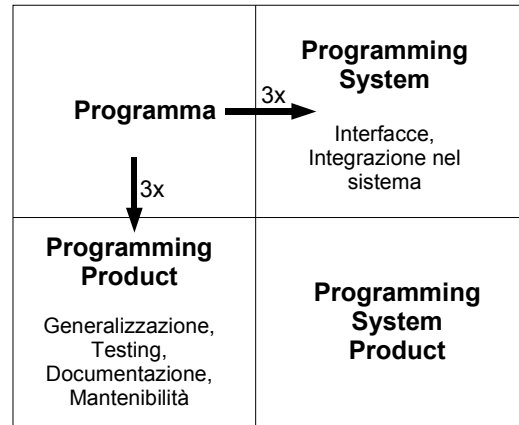 Programma
3x
Programming
System
Interfacce,
Integrazione nel
sistema
3x
Programming
Product
Generalizzazione,
Testing,
Documentazione,
Mantenibilità
Programming
System
Product